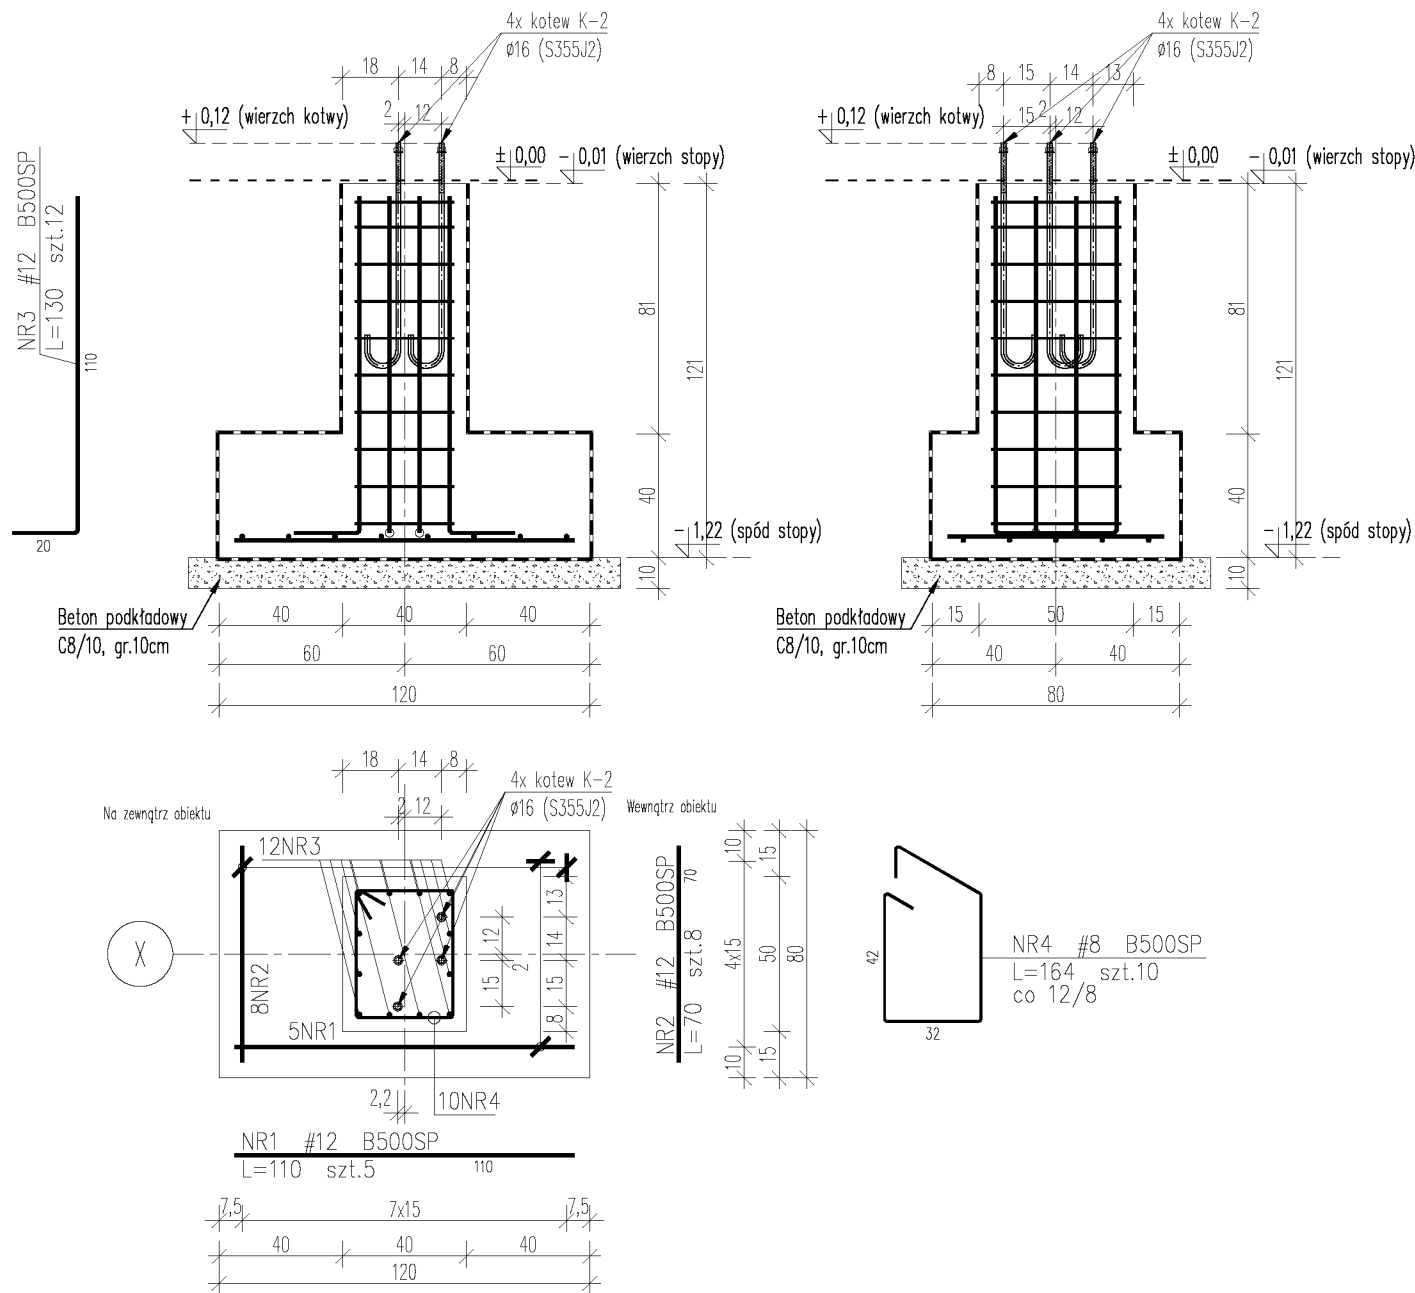 4x kotew K-2
ø16 (S355J2)
18
14
8
2
12
+ 0,12 (wierzch kotwy)
± 0,00
- 0,01 (wierzch stopy)
NR3 #12 B500SP
L=130 szt.12
110
20
81
40
121
10
- 1,22 (spód stopy)
Beton podkładowy
C8/10, gr.10cm
40
40
40
60
60
120
4x kotew K-2
ø16 (S355J2)
8
15
14
13
15
2
12
+ 0,12 (wierzch kotwy)
± 0,00
- 0,01 (wierzch stopy)
81
40
121
10
- 1,22 (spód stopy)
Beton podkładowy
C8/10, gr.10cm
15
50
15
40
40
80
18
14
8
4x kotew K-2
ø16 (S355J2)
2
12
Na zewnątrz obiektu
Wewnątrz obiektu
12NR3
X
8NR2
5NR1
10NR4
2,2
12
2
15
13
14
15
8
NR2 #12 B500SP
L=70 szt.8
70
10
4x15
10
15
50
15
80
42
32
NR4 #8 B500SP
L=164 szt.10
co 12/8
NR1 #12 B500SP
L=110 szt.5
110
7,5
7x15
7,5
40
40
40
120